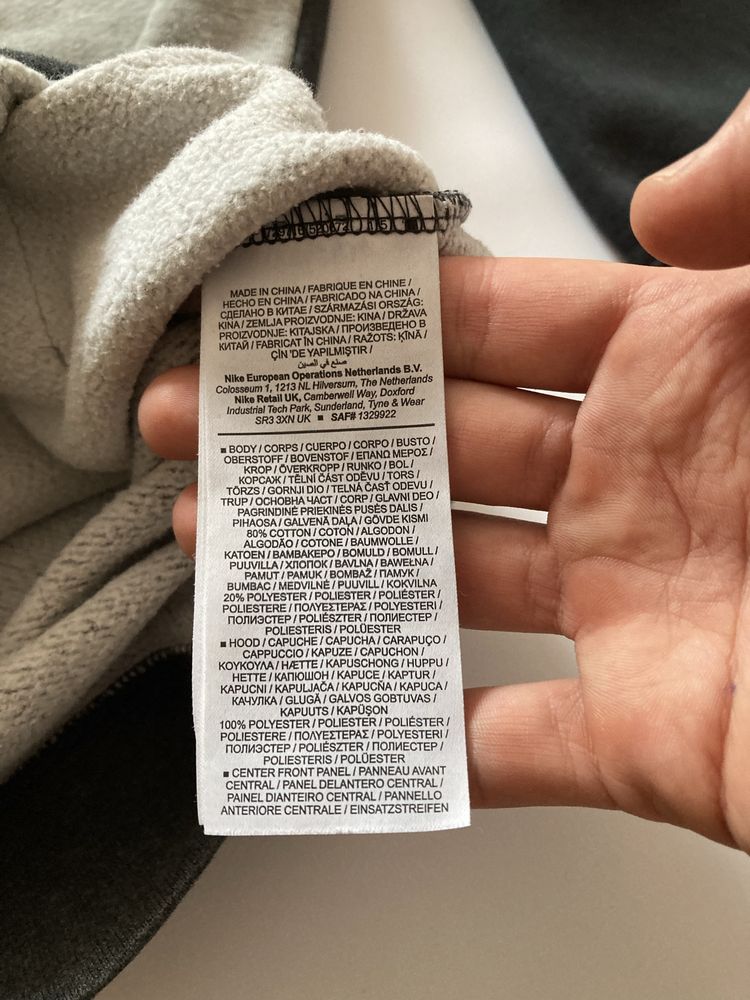 MADE IN CHINA / FABRIQUE EN CHINE /
HECHO EN CHINA / FABRICADO NA CHINA /
СДЕЛАНО В КИТАЕ / SZÁRMAZÁSI ORSZÁG:
KINA / ZEMLJA PROIZVODNJE: KINA / DRŽAVA
PROIZVODNJE: KITAJSKA / ПРОИЗВЕДЕНО В
КИТАЙ / FABRICAT ÎN CHINA / RAŽOTS: ĶĪNĀ /
ÇİN 'DE YAPILMIŞTIR /
صنع في الصين
Nike European Operations Netherlands B.V.
Colosseum 1, 1213 NL Hilversum, The Netherlands
Nike Retail UK, Camberwell Way, Doxford
Industrial Tech Park, Sunderland, Tyne & Wear
SR3 3XN UK ■ SAF# 1329922
■ BODY / CORPS / CUERPO / CORPO / BUSTO /
OBERSTOFF / BOVENSTOF / ΕΠΑΝΩ ΜΕΡΟΣ /
KROP / ÖVERKROPP / RUNKO / BOL /
КОРСАЖ / TĚLNÍ ČÁST ODĚVU / TORS /
TÖRZS / GORNJI DIO / TELNÁ ČASŤ ODEVU /
TRUP / ОСНОВНА ЧАСТ / CORP / GLAVNI DEO /
PAGRINDINĖ PRIEKINĖS PUSĖS DALIS /
PIHAOSA / GALVENĀ DAĻA / GÖVDE KISMI
80% COTTON / COTON / ALGODON /
ALGODÃO / COTONE / BAUMWOLLE /
KATOEN / ΒΑΜΒΑΚΕΡΟ / BOMULD / BOMULL /
PUUVILLA / ХЛОПОК / BAVLNA / BAWEŁNA /
PAMUT / PAMUK / BOMBAŽ / ПАМУК /
BUMBAC / MEDVILNĖ / PUUVILL / KOKVILNA
20% POLYESTER / POLIESTER / POLIÉSTER /
POLIESTERE / ΠΟΛΥΕΣΤΕΡΑΣ / POLYESTERI /
ПОЛИЭСТЕР / POLIÉSZTER / ПОЛИЕСТЕР /
POLIESTERIS / POLÜESTER
■ HOOD / CAPUCHE / CAPUCHA / CARAPUÇO /
CAPPUCCIO / KAPUZE / CAPUCHON /
ΚΟΥΚΟΥΛΑ / HÆTTE / KAPUSCHONG / HUPPU /
HETTE / КАПЮШОН / KAPUCE / KAPTUR /
KAPUCNI / KAPULJAČA / KAPUCŇA / KAPUCA /
КАЧУЛКА / GLUGĂ / GALVOS GOBTUVAS /
KAPUUTS / KAPÜŞON
100% POLYESTER / POLIESTER / POLIÉSTER /
POLIESTERE / ΠΟΛΥΕΣΤΕΡΑΣ / POLYESTERI /
ПОЛИЭСТЕР / POLIÉSZTER / ПОЛИЕСТЕР /
POLIESTERIS / POLÜESTER
■ CENTER FRONT PANEL / PANNEAU AVANT
CENTRAL / PANEL DELANTERO CENTRAL /
PAINEL DIANTEIRO CENTRAL / PANNELLO
ANTERIORE CENTRALE / EINSATZSTREIFEN